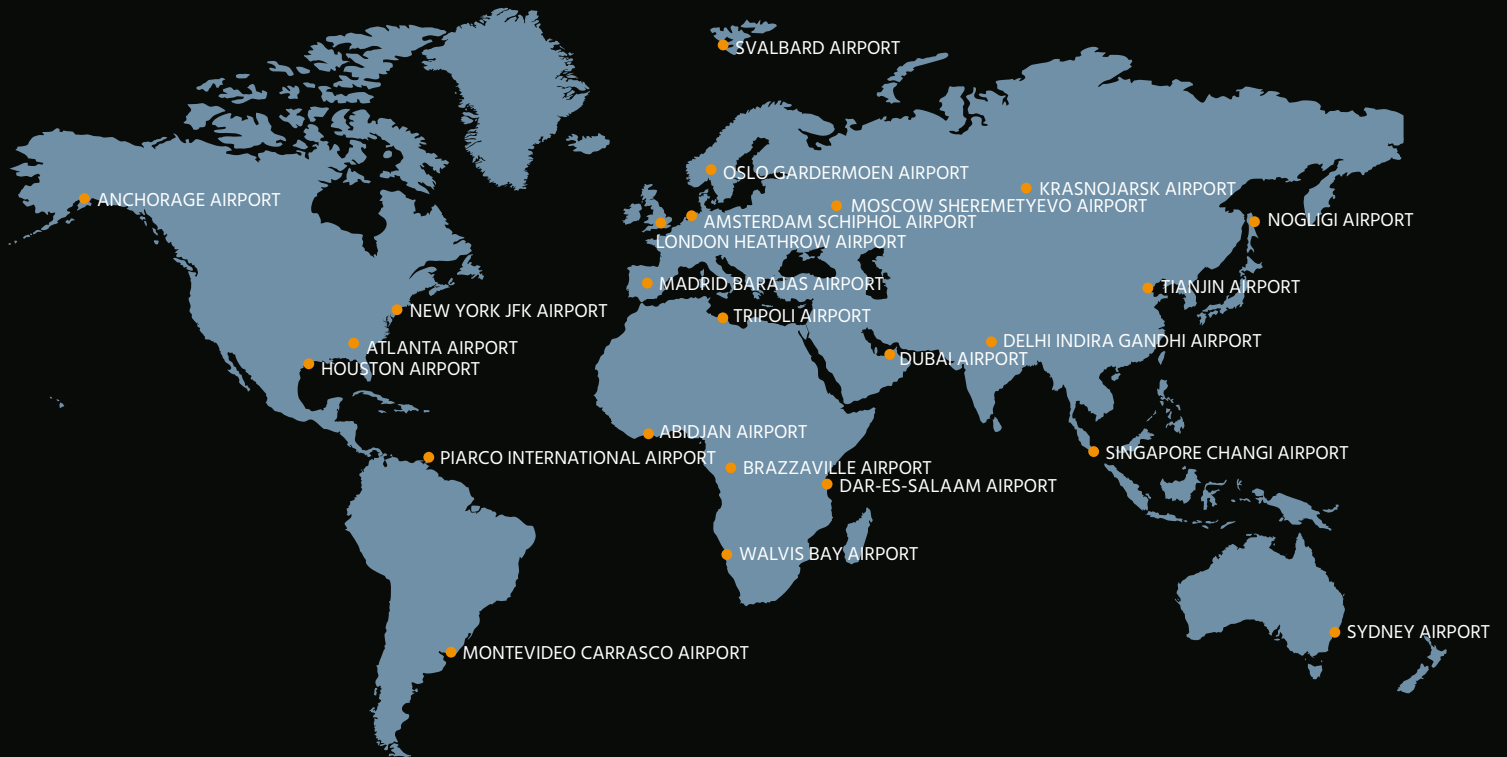 SVALBARD AIRPORT
OSLO GARDERMOEN AIRPORT
KRASNOJARSK AIRPORT
ANCHORAGE AIRPORT
MOSCOW SHEREMETYEVO AIRPORT
NOGLIGI AIRPORT
AMSTERDAM SCHIPHOL AIRPORT
LONDON HEATHROW AIRPORT
MADRID BARAJAS AIRPORT
TIANJIN AIRPORT
NEW YORK JFK AIRPORT
TRIPOLI AIRPORT
DELHI INDIRA GANDHI AIRPORT
ATLANTA AIRPORT
DUBAI AIRPORT
HOUSTON AIRPORT
ABIDJAN AIRPORT
SINGAPORE CHANGI AIRPORT
PIARCO INTERNATIONAL AIRPORT
BRAZZAVILLE AIRPORT
DAR-ES-SALAAM AIRPORT
WALVIS BAY AIRPORT
SYDNEY AIRPORT
MONTEVIDEO CARRASCO AIRPORT